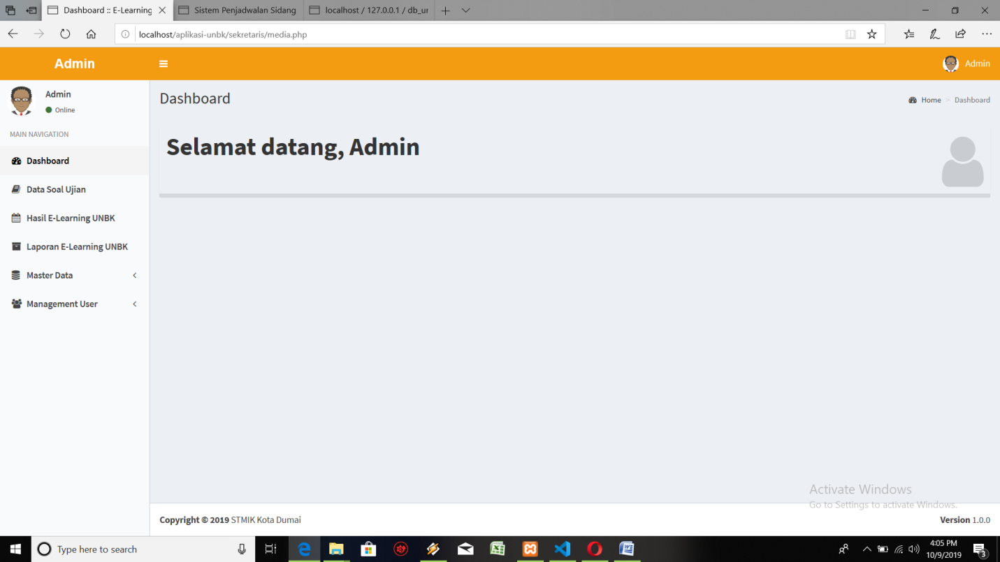 Dashboard :: E-Learning
Sistem Penjadwalan Sidang
localhost / 127.0.0.1 / db_ur
localhost/aplikasi-unbk/sekretaris/media.php
Admin
Admin
Admin
Online
Dashboard
Home > Dashboard
MAIN NAVIGATION
Selamat datang, Admin
Dashboard
Data Soal Ujian
Hasil E-Learning UNBK
Laporan E-Learning UNBK
Master Data
Management User
Activate Windows
Go to Settings to activate Windows.
Copyright © 2019 STMIK Kota Dumai
Version 1.0.0
Type here to search
4:05 PM
10/9/2019
3